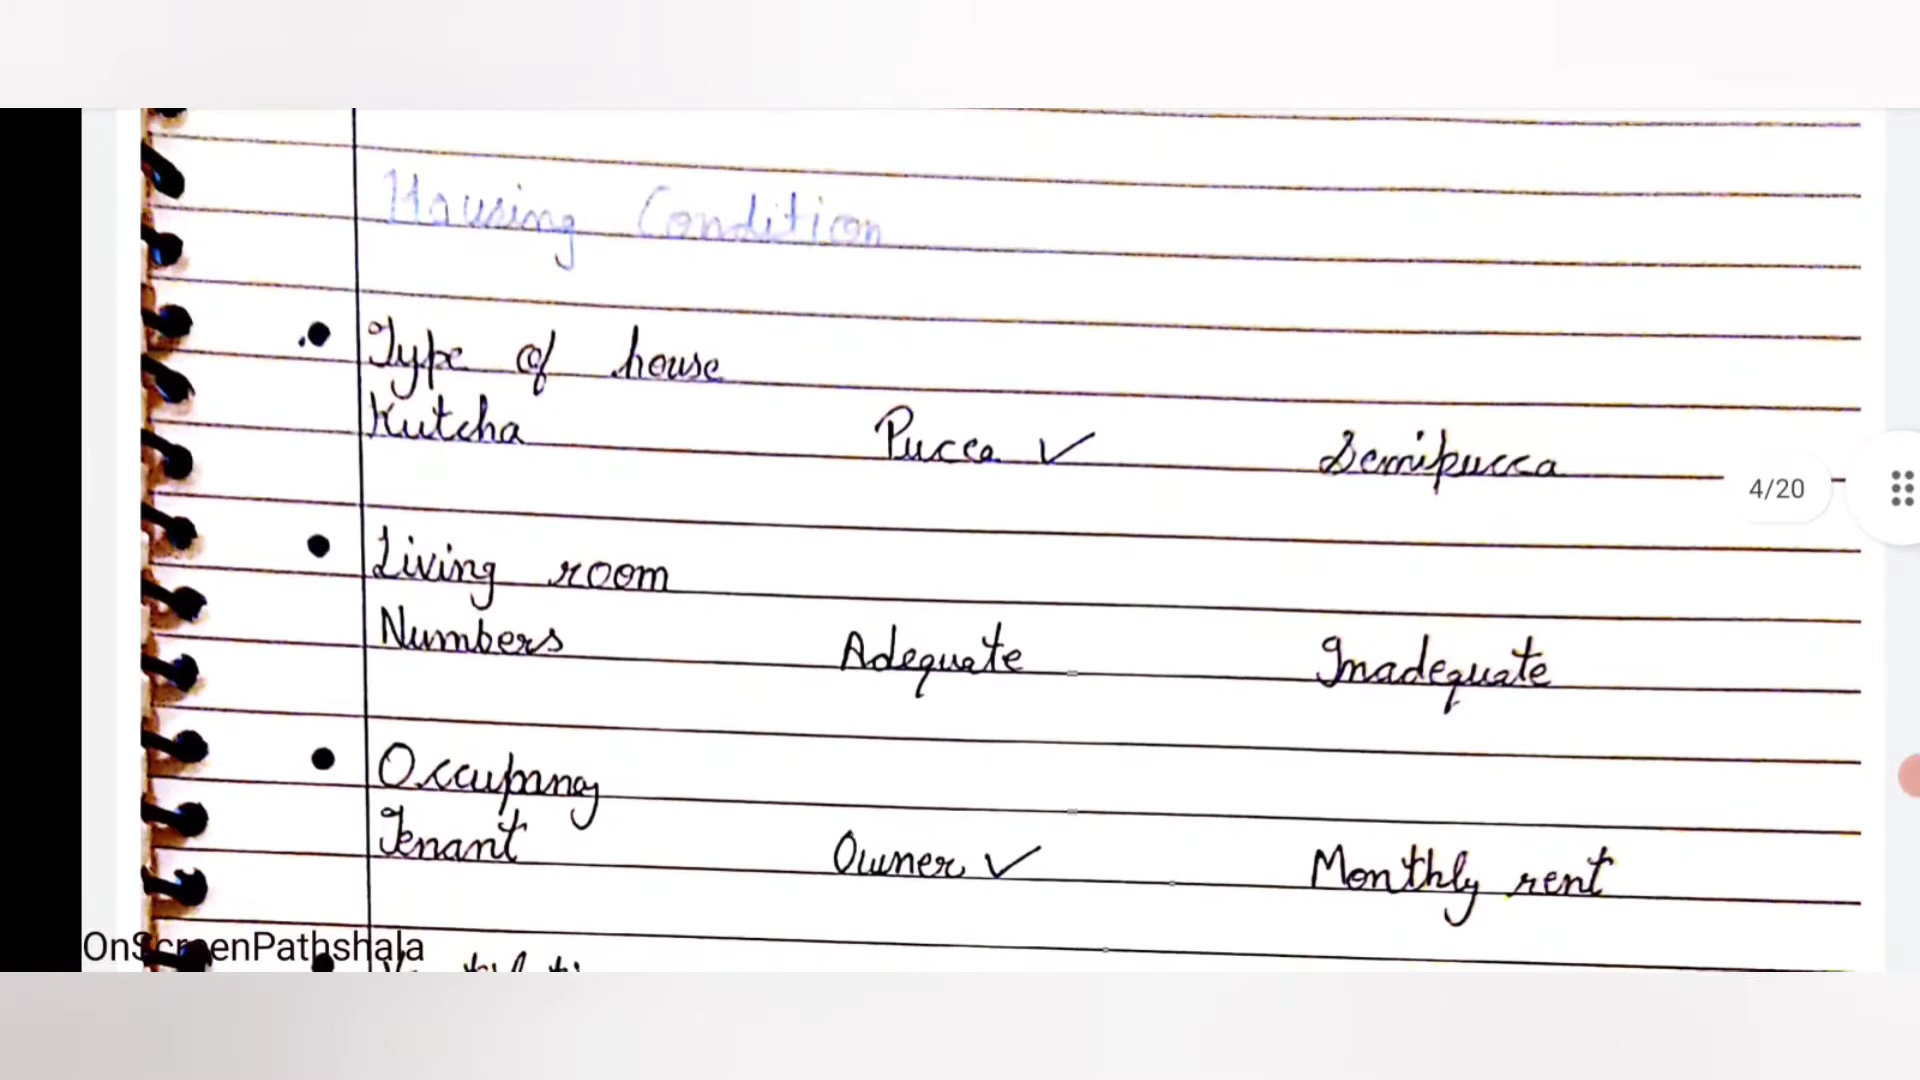 Housing Condition
Type of house
Kutcha Pucca ✓ Semipucca
4/20
Living room
Numbers Adequate Inadequate
Occupancy
Tenant Owner ✓ Monthly rent
OnScreenPathshala